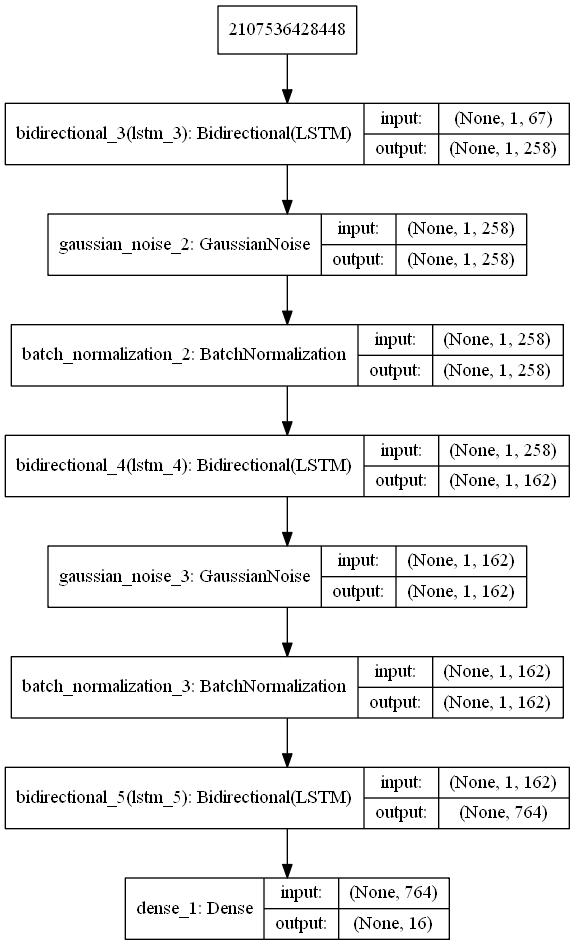 2107536428448
bidirectional_3(lstm_3): Bidirectional(LSTM)
input: (None, 1, 67)
output: (None, 1, 258)
gaussian_noise_2: GaussianNoise
input: (None, 1, 258)
output: (None, 1, 258)
batch_normalization_2: BatchNormalization
input: (None, 1, 258)
output: (None, 1, 258)
bidirectional_4(lstm_4): Bidirectional(LSTM)
input: (None, 1, 258)
output: (None, 1, 162)
gaussian_noise_3: GaussianNoise
input: (None, 1, 162)
output: (None, 1, 162)
batch_normalization_3: BatchNormalization
input: (None, 1, 162)
output: (None, 1, 162)
bidirectional_5(lstm_5): Bidirectional(LSTM)
input: (None, 1, 162)
output: (None, 764)
dense_1: Dense
input: (None, 764)
output: (None, 16)